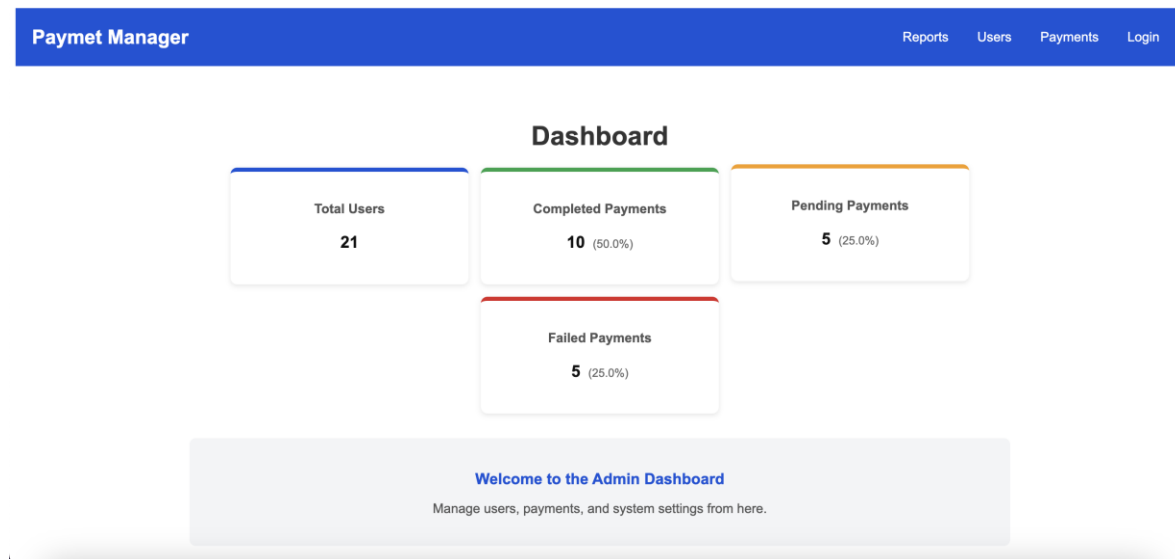 Paymet Manager
Reports Users Payments Login
Dashboard
Total Users
21
Completed Payments
10 (50.0%)
Pending Payments
5 (25.0%)
Failed Payments
5 (25.0%)
Welcome to the Admin Dashboard
Manage users, payments, and system settings from here.